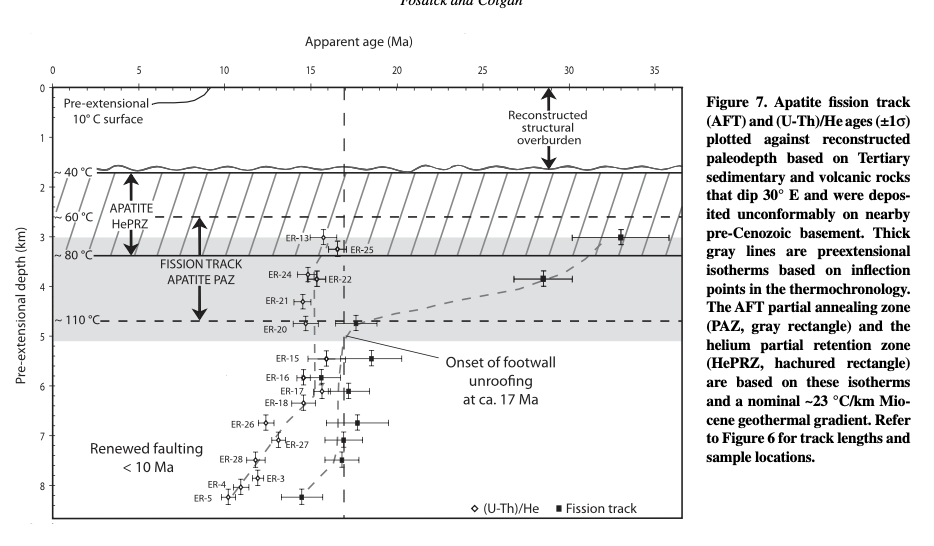 Fosdick and Colgan
Apparent age (Ma)
0 5 10 15 20 25 30 35
Pre-extensional depth (km)
0
1
2
3
4
5
6
7
8
Pre-extensional
10° C surface
Reconstructed
structural
overburden
~ 40 °C
APATITE
HePRZ
~ 60 °C
ER-13
ER-25
~ 80 °C
FISSION TRACK
APATITE PAZ
ER-24
ER-22
ER-21
~ 110 °C
ER-20
ER-15
Onset of footwall
unroofing
at ca. 17 Ma
ER-16
ER-17
ER-18
ER-26
ER-27
Renewed faulting
< 10 Ma
ER-28
ER-3
ER-4
ER-5
(U-Th)/He Fission track
Figure 7. Apatite fission track
(AFT) and (U-Th)/He ages (±1σ)
plotted against reconstructed
paleodepth based on Tertiary
sedimentary and volcanic rocks
that dip 30° E and were depos-
ited unconformably on nearby
pre-Cenozoic basement. Thick
gray lines are preextensional
isotherms based on inflection
points in the thermochronology.
The AFT partial annealing zone
(PAZ, gray rectangle) and the
helium partial retention zone
(HePRZ, hachured rectangle)
are based on these isotherms
and a nominal ~23 °C/km Mio-
cene geothermal gradient. Refer
to Figure 6 for track lengths and
sample locations.